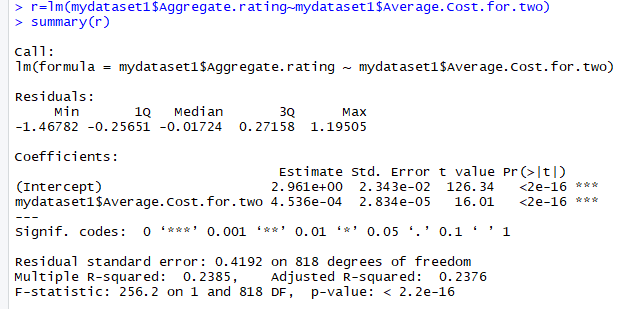 > r=lm(mydataset1$Aggregate.rating~mydataset1$Average.Cost.for.two)
> summary(r)
Call:
lm(formula = mydataset1$Aggregate.rating ~ mydataset1$Average.Cost.for.two)
Residuals:
     Min       1Q   Median       3Q      Max
-1.46782 -0.25651 -0.01724  0.27158  1.19505
Coefficients:
                                 Estimate Std. Error t value Pr(>|t|)
(Intercept)                     2.961e+00  2.343e-02  126.34   <2e-16 ***
mydataset1$Average.Cost.for.two 4.536e-04  2.834e-05   16.01   <2e-16 ***
---
Signif. codes:  0 ‘***’ 0.001 ‘**’ 0.01 ‘*’ 0.05 ‘.’ 0.1 ‘ ’ 1
Residual standard error: 0.4192 on 818 degrees of freedom
Multiple R-squared:  0.2385,    Adjusted R-squared:  0.2376
F-statistic: 256.2 on 1 and 818 DF,  p-value: < 2.2e-16